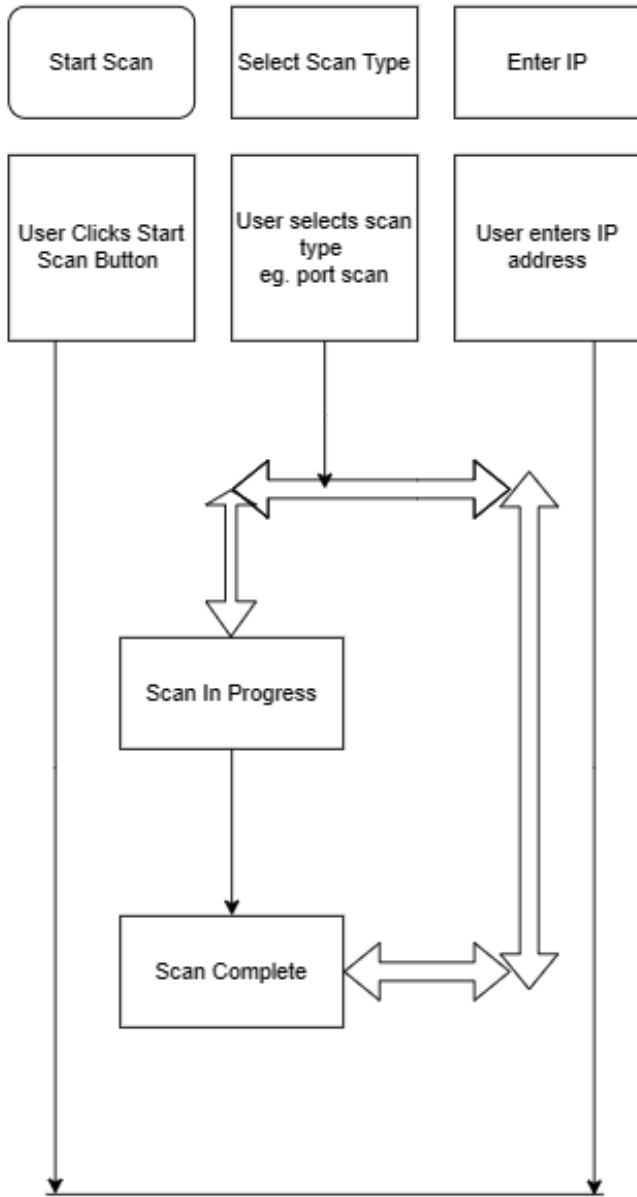 Start Scan
Select Scan Type
Enter IP
User Clicks Start
Scan Button
User selects scan
type
eg. port scan
User enters IP
address
Scan In Progress
Scan Complete